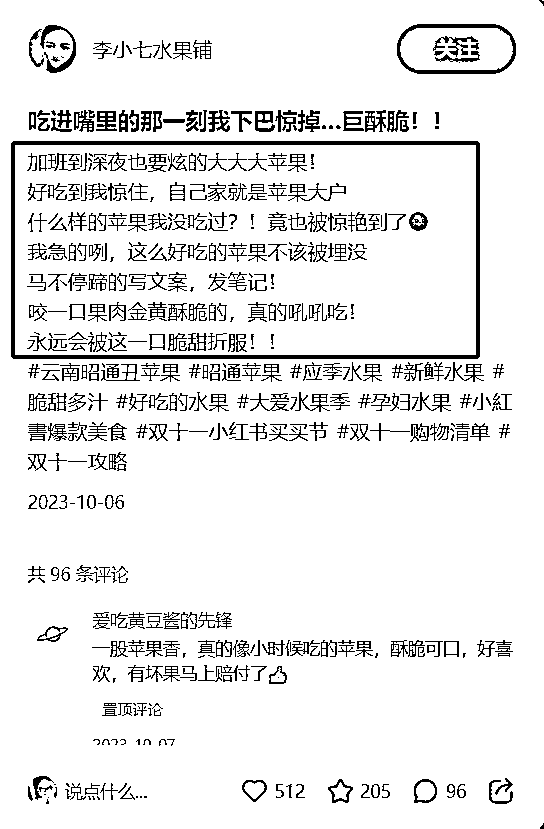 李小七水果铺
关注
吃进嘴里的那一刻我下巴惊掉...巨酥脆！！
加班到深夜也要炫的大大大苹果！
好吃到我惊住，自己家就是苹果大户
什么样的苹果我没吃过？！竟也被惊艳到了
我急的咧，这么好吃的苹果不该被埋没
马不停蹄的写文案，发笔记！
咬一口果肉金黄酥脆的，真的吼吼吃！
永远会被这一口脆甜折服！！
#云南昭通丑苹果 #昭通苹果 #应季水果 #新鲜水果 #
脆甜多汁 #好吃的水果 #大爱水果季 #孕妇水果 #小紅
書爆款美食 #双十一小红书买买节 #双十一购物清单 #
双十一攻略
2023-10-06
共 96 条评论
爱吃黄豆酱的先锋
一股苹果香，真的像小时候吃的苹果，酥脆可口，好喜
欢，有坏果马上赔付了👍
置顶评论
2023-10-07
说点什么...
512
205
96